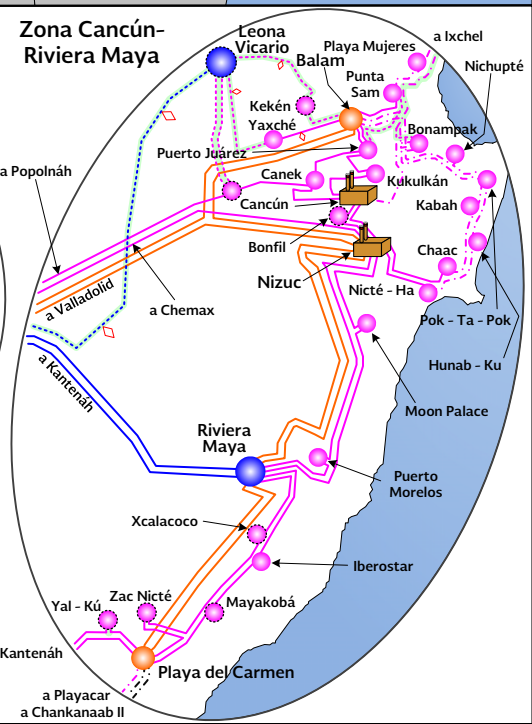 Zona Cancún-
Riviera Maya
Leona
Vicario
Playa Mujeres
a Ixchel
Balam
Punta
Sam
Nichupté
Kekén
Yaxché
Bonampak
Puerto Juárez
a Popolnáh
Canek
Kukulkán
Cancún
Kabah
Bonfil
Chaac
Nizuc
Nicté - Ha
a Valladolid
a Chemax
Pok - Ta - Pok
Hunab - Ku
a Kantenáh
Moon Palace
Riviera
Maya
Puerto
Morelos
Xcalacoco
Iberostar
Yal - Kú
Zac Nicté
Mayakobá
Kantenáh
Playa del Carmen
a Playacar
a Chankanaab II